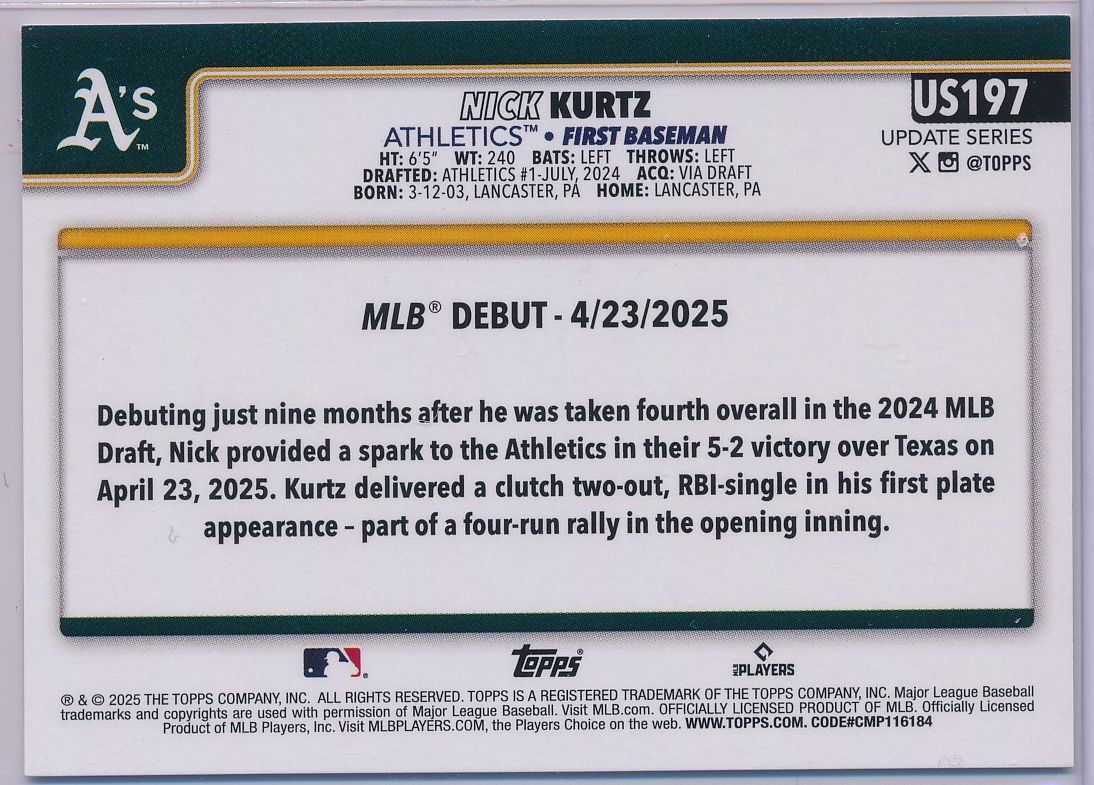 A's™
NICK KURTZ
US197
ATHLETICS™ • FIRST BASEMAN
UPDATE SERIES
HT: 6'5" WT: 240 BATS: LEFT THROWS: LEFT
@TOPPS
DRAFTED: ATHLETICS #1-JULY, 2024 ACQ: VIA DRAFT
BORN: 3-12-03, LANCASTER, PA HOME: LANCASTER, PA
MLB® DEBUT - 4/23/2025
Debuting just nine months after he was taken fourth overall in the 2024 MLB
Draft, Nick provided a spark to the Athletics in their 5-2 victory over Texas on
April 23, 2025. Kurtz delivered a clutch two-out, RBI-single in his first plate
appearance – part of a four-run rally in the opening inning.
Topps®
MLB PLAYERS
® & © 2025 THE TOPPS COMPANY, INC. ALL RIGHTS RESERVED. TOPPS IS A REGISTERED TRADEMARK OF THE TOPPS COMPANY, INC. Major League Baseball
trademarks and copyrights are used with permission of Major League Baseball. Visit MLB.com. OFFICIALLY LICENSED PRODUCT OF MLB. Officially Licensed
Product of MLB Players, Inc. Visit MLBPLAYERS.COM, the Players Choice on the web. WWW.TOPPS.COM. CODE#CMP116184